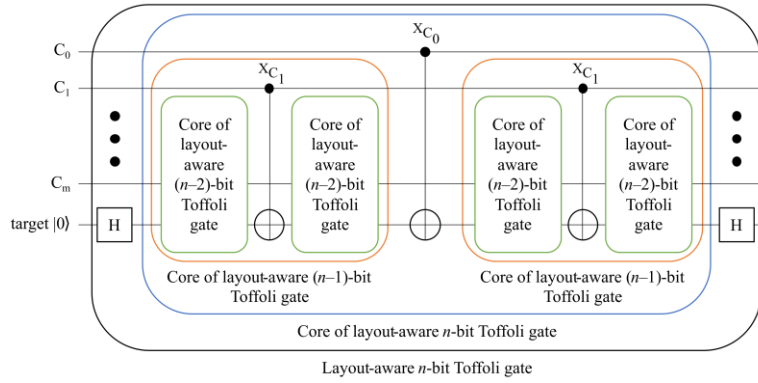 C₀
X_C₀
C₁
X_C₁
X_C₁
Core of
layout-
aware
(n–2)-bit
Toffoli
gate
Core of
layout-
aware
(n–2)-bit
Toffoli
gate
Core of
layout-
aware
(n–2)-bit
Toffoli
gate
Core of
layout-
aware
(n–2)-bit
Toffoli
gate
Cₘ
target |0⟩
H
H
Core of layout-aware (n–1)-bit
Toffoli gate
Core of layout-aware (n–1)-bit
Toffoli gate
Core of layout-aware n-bit Toffoli gate
Layout-aware n-bit Toffoli gate